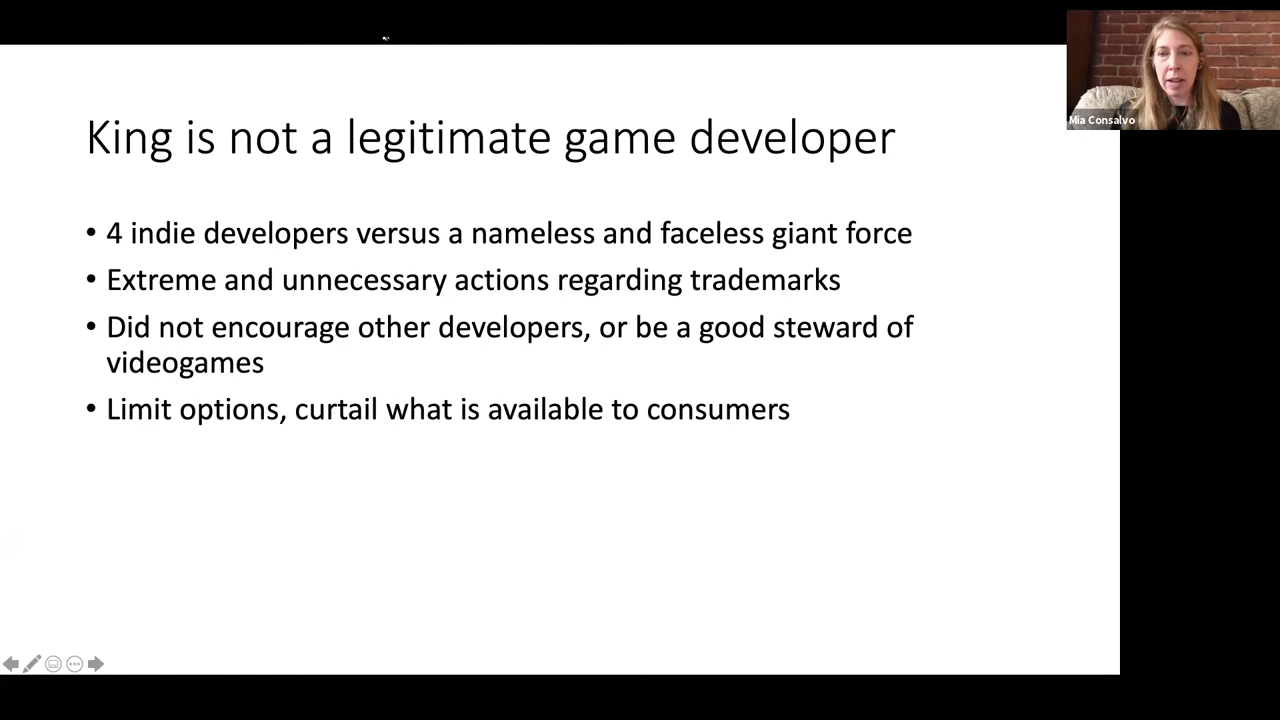 King is not a legitimate game developer
• 4 indie developers versus a nameless and faceless giant force
• Extreme and unnecessary actions regarding trademarks
• Did not encourage other developers, or be a good steward of
videogames
• Limit options, curtail what is available to consumers
Mia Consalvo